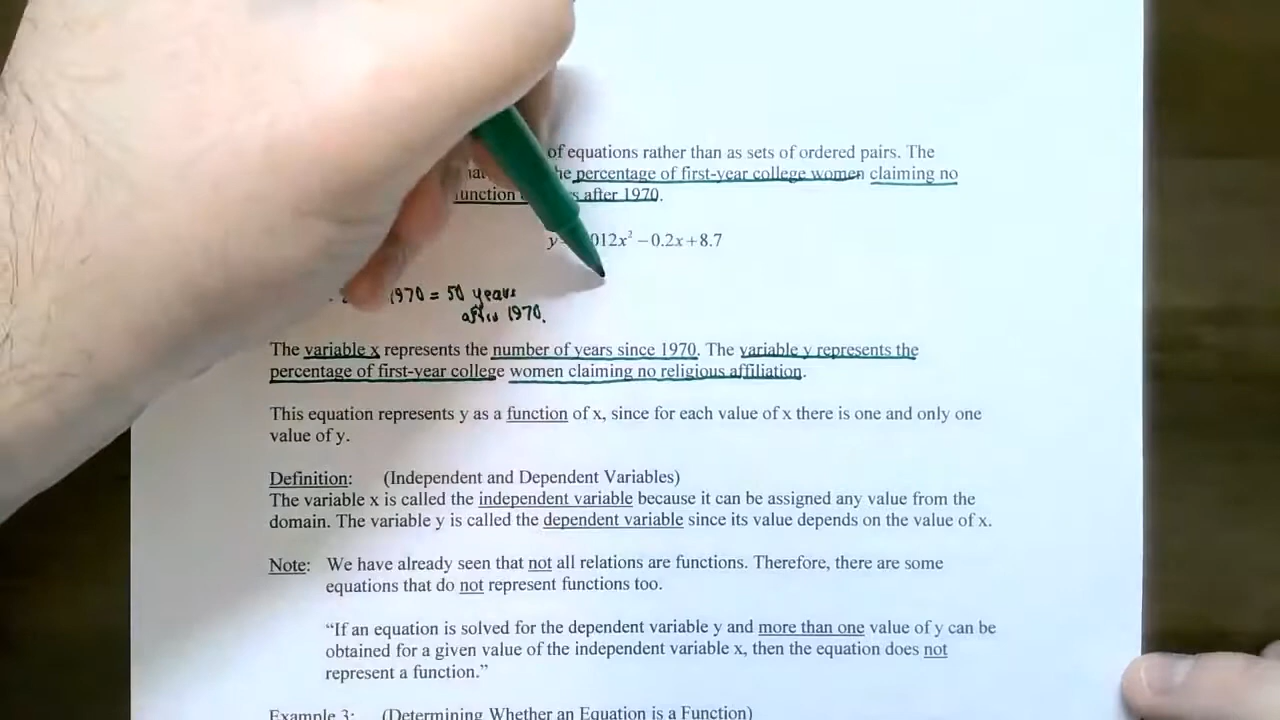 of equations rather than as sets of ordered pairs. The
percentage of first-year college women claiming no
after 1970.
012x² − 0.2x + 8.7
1970 = 50 years
after 1970.
The variable x represents the number of years since 1970. The variable y represents the
percentage of first-year college women claiming no religious affiliation.
This equation represents y as a function of x, since for each value of x there is one and only one
value of y.
Definition: (Independent and Dependent Variables)
The variable x is called the independent variable because it can be assigned any value from the
domain. The variable y is called the dependent variable since its value depends on the value of x.
Note: We have already seen that not all relations are functions. Therefore, there are some
equations that do not represent functions too.
“If an equation is solved for the dependent variable y and more than one value of y can be
obtained for a given value of the independent variable x, then the equation does not
represent a function.”
Example 3: (Determining Whether an Equation is a Function)